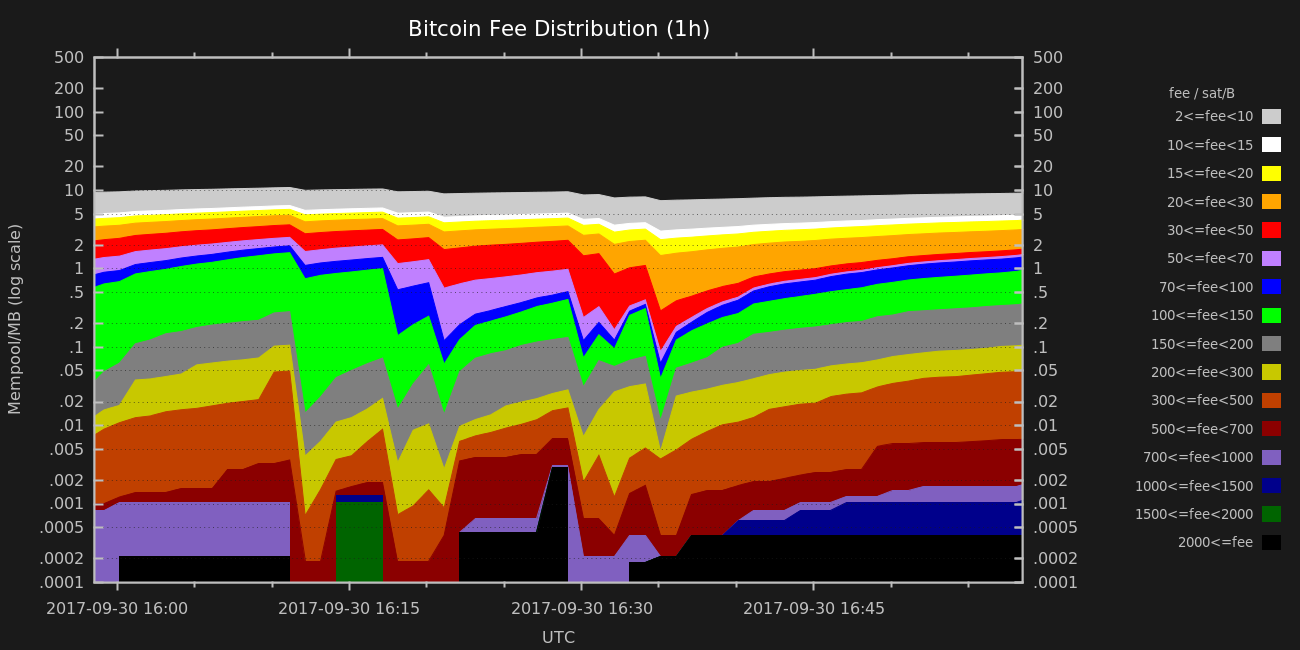 Bitcoin Fee Distribution (1h)
Mempool/MB (log scale)
500
200
100
50
20
10
5
2
1
.5
.2
.1
.05
.02
.01
.005
.002
.001
.0005
.0002
.0001
500
200
100
50
20
10
5
2
1
.5
.2
.1
.05
.02
.01
.005
.002
.001
.0005
.0002
.0001
2017-09-30 16:00 2017-09-30 16:15 2017-09-30 16:30 2017-09-30 16:45
UTC
fee / sat/B
2<=fee<10
10<=fee<15
15<=fee<20
20<=fee<30
30<=fee<50
50<=fee<70
70<=fee<100
100<=fee<150
150<=fee<200
200<=fee<300
300<=fee<500
500<=fee<700
700<=fee<1000
1000<=fee<1500
1500<=fee<2000
2000<=fee